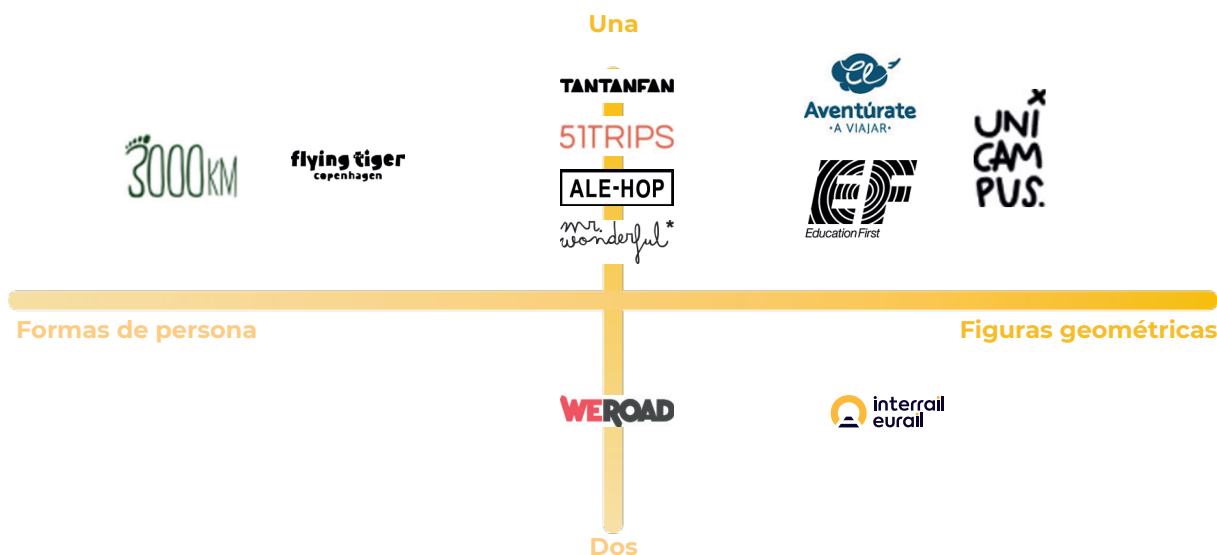 Una
TANTANFAN
51TRIPS
ALE-HOP
mr.
wonderful*
3000KM
flying tiger
copenhagen
Aventúrate
·A VIAJAR·
EF
Education First
UNI
CAM
PUS.
Formas de persona
Figuras geométricas
WEROAD
interrail
eurail
Dos